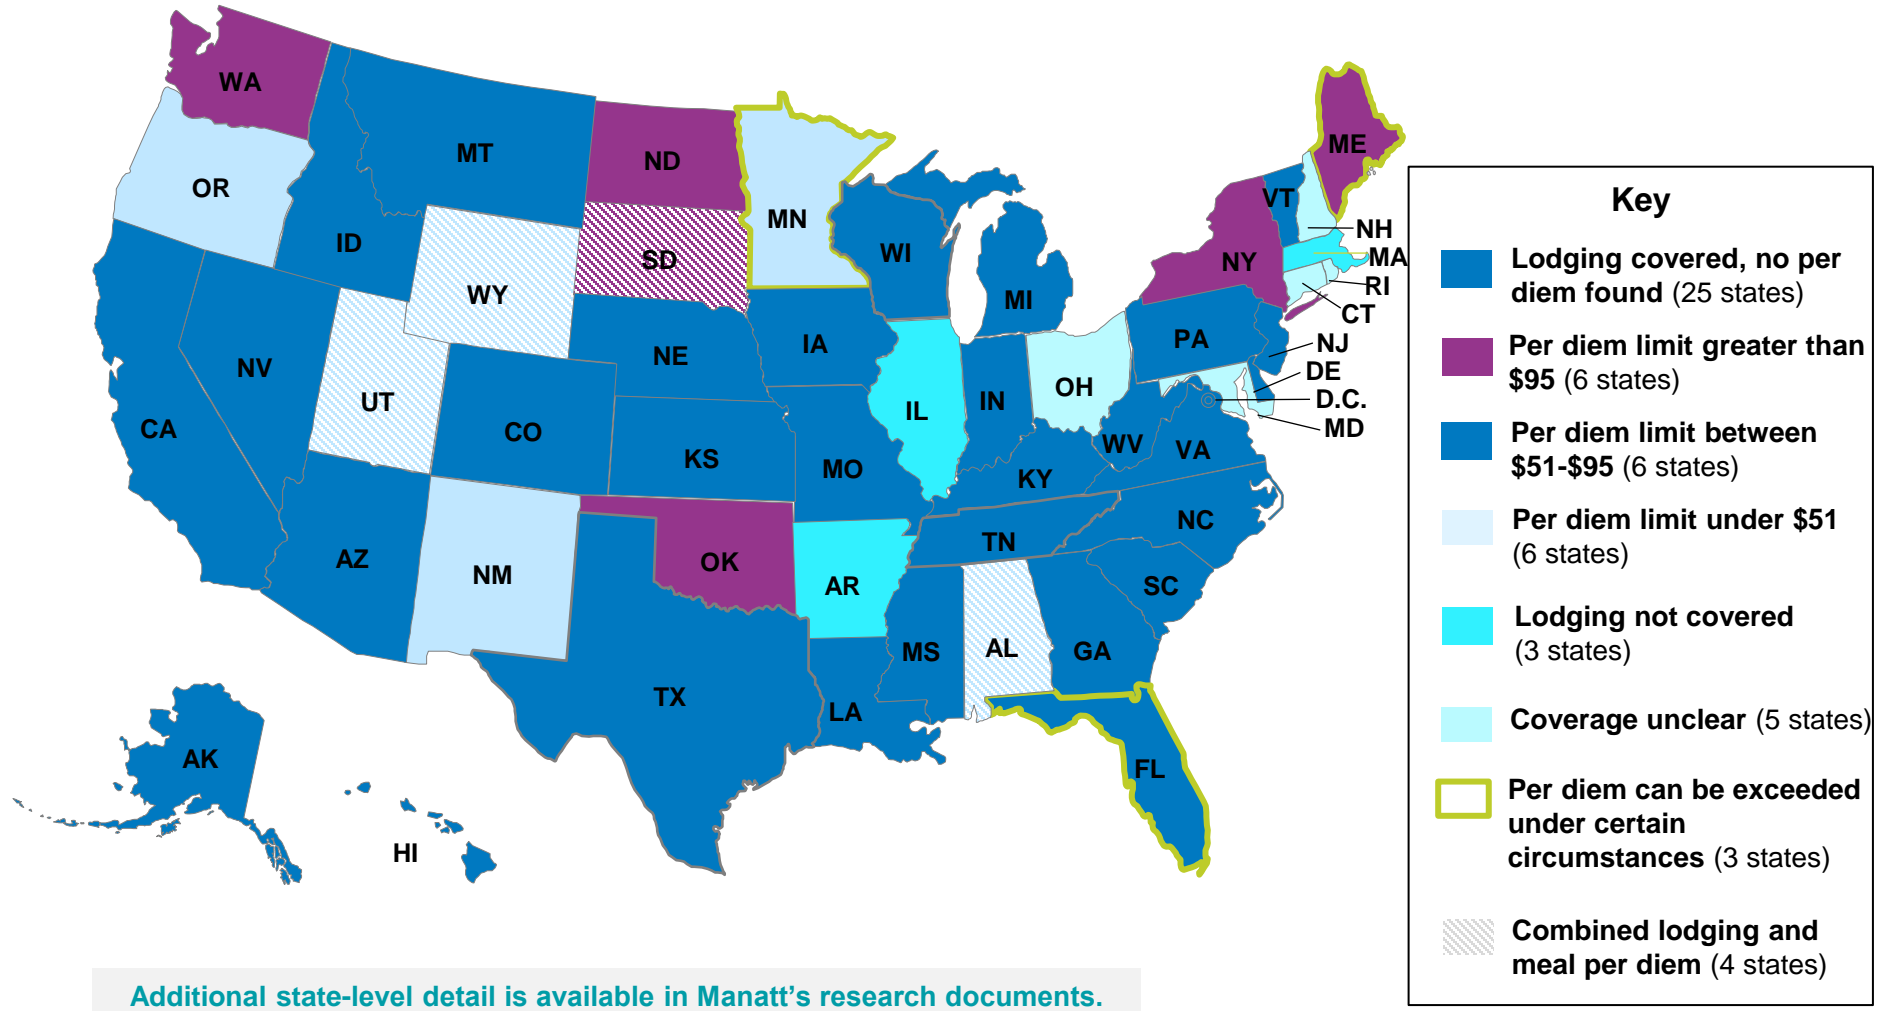 WA
MT
ND
ME
OR
MN
VT
ID
SD
WI
NH
NY
MA
WY
RI
MI
CT
PA
NJ
NV
NE
IA
DE
UT
OH
D.C.
CA
CO
IL
IN
MD
WV
VA
KS
MO
KY
NC
TN
AZ
NM
OK
AR
SC
MS
AL
GA
TX
LA
AK
FL
HI
Key
Lodging covered, no per
diem found (25 states)
Per diem limit greater than
$95 (6 states)
Per diem limit between
$51-$95 (6 states)
Per diem limit under $51
(6 states)
Lodging not covered
(3 states)
Coverage unclear (5 states)
Per diem can be exceeded
under certain
circumstances (3 states)
Combined lodging and
meal per diem (4 states)
Additional state-level detail is available in Manatt's research documents.